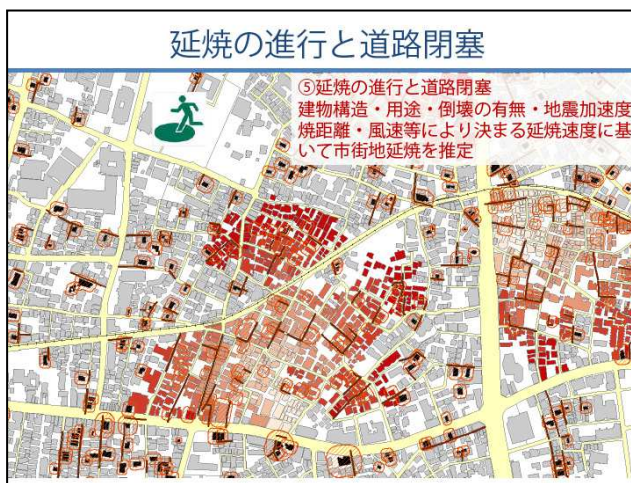 延焼の進行と道路閉塞
⑤延焼の進行と道路閉塞
建物構造・用途・倒壊の有無・地震加速度
焼距離・風速等により決まる延焼速度に基
いて市街地延焼を推定